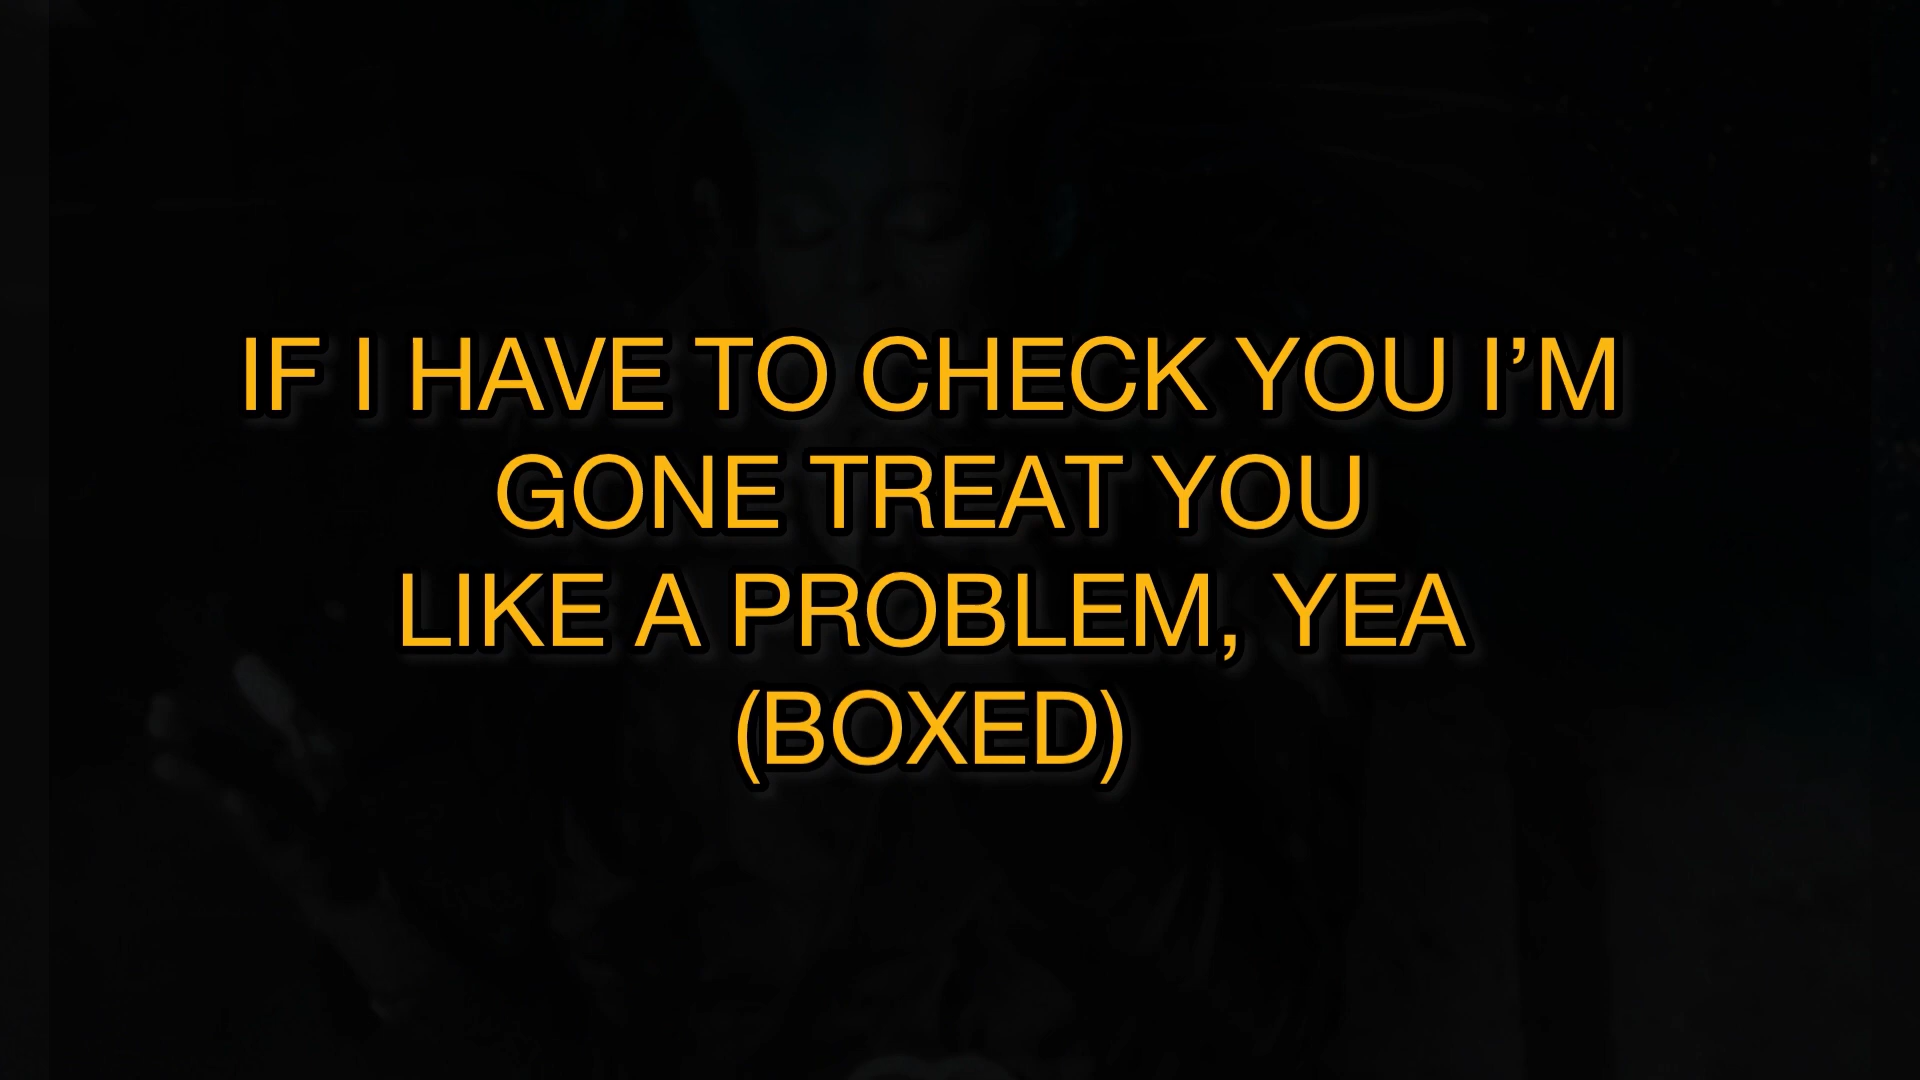 IF I HAVE TO CHECK YOU I’M
GONE TREAT YOU
LIKE A PROBLEM, YEA
(BOXED)